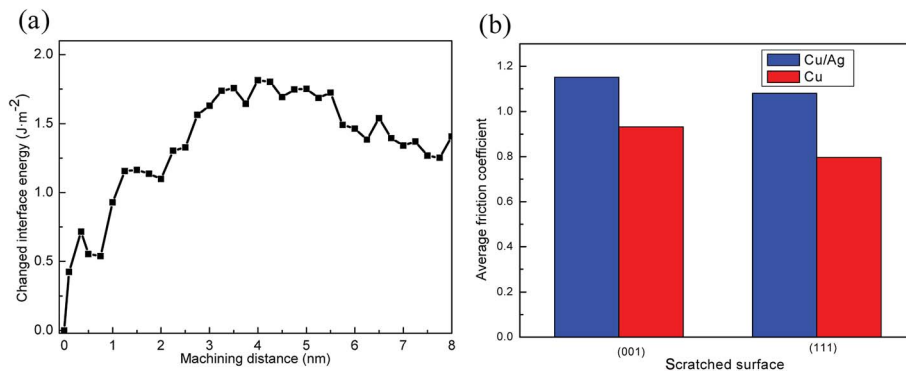 (a)
Changed interface energy (J·m⁻²)
2.0
1.5
1.0
0.5
0.0
0 1 2 3 4 5 6 7 8
Machining distance (nm)
(b)
Cu/Ag
Cu
Average friction coefficient
1.2
1.0
0.8
0.6
0.4
0.2
0.0
(001) (111)
Scratched surface